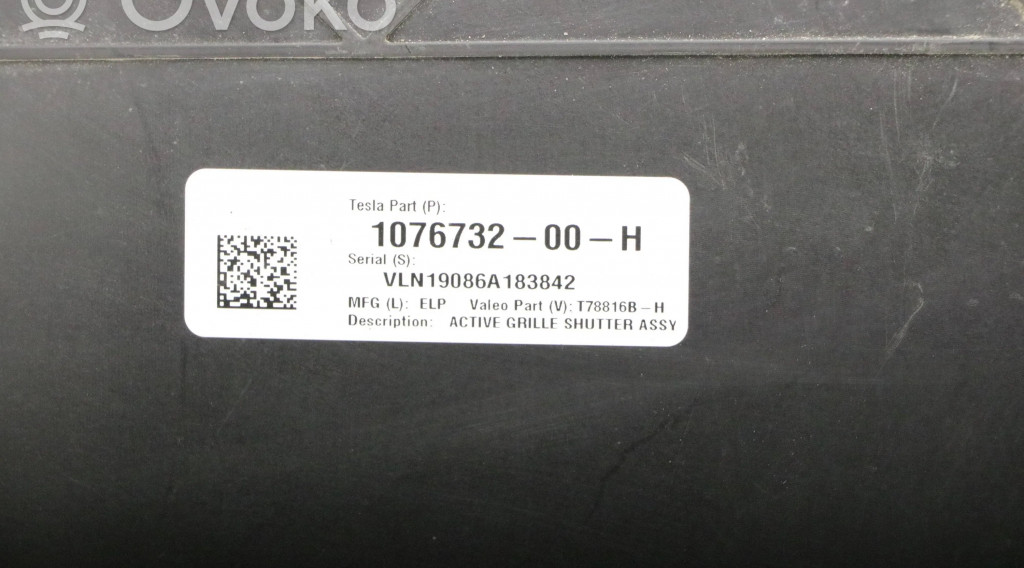 OVOKO
Tesla Part (P):
1076732-00-H
Serial (S):
VLN19086A183842
MFG (L): ELP Valeo Part (V): T78816B-H
Description: ACTIVE GRILLE SHUTTER ASSY